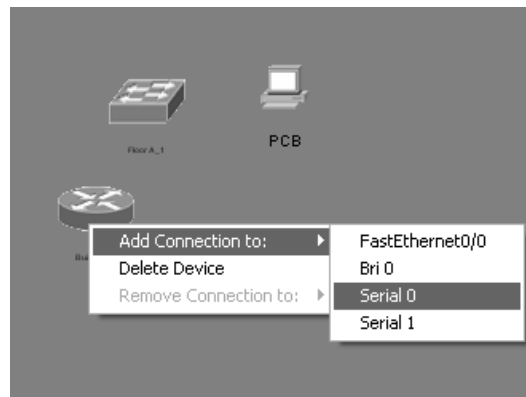 Floor A_1
PCB
Add Connection to:
Delete Device
Remove Connection to:
FastEthernet0/0
Bri 0
Serial 0
Serial 1